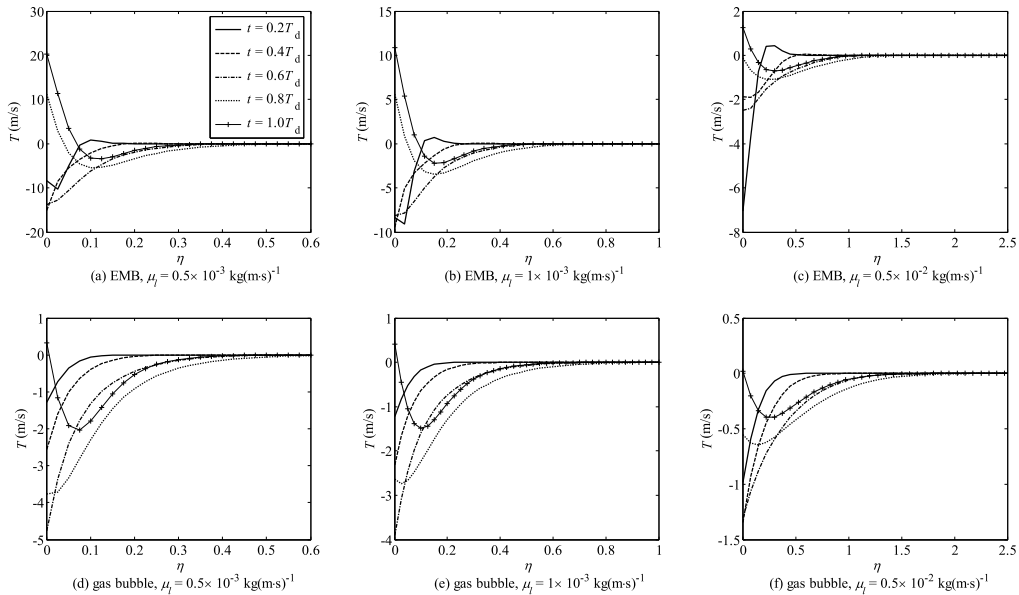 30
20
10
0
-10
-20
T (m/s)
0 0.1 0.2 0.3 0.4 0.5 0.6
η
t = 0.2T_d
t = 0.4T_d
t = 0.6T_d
t = 0.8T_d
t = 1.0T_d
(a) EMB, μ_l = 0.5× 10^-3 kg(m·s)^-1
15
10
5
0
-5
-10
T (m/s)
0 0.2 0.4 0.6 0.8 1
η
(b) EMB, μ_l = 1× 10^-3 kg(m·s)^-1
2
0
-2
-4
-6
-8
T (m/s)
0 0.5 1 1.5 2 2.5
η
(c) EMB, μ_l = 0.5× 10^-2 kg(m·s)^-1
1
0
-1
-2
-3
-4
-5
T (m/s)
0 0.1 0.2 0.3 0.4 0.5 0.6
η
(d) gas bubble, μ_l = 0.5× 10^-3 kg(m·s)^-1
1
0
-1
-2
-3
-4
T (m/s)
0 0.2 0.4 0.6 0.8 1
η
(e) gas bubble, μ_l = 1× 10^-3 kg(m·s)^-1
0.5
0
-0.5
-1
-1.5
T (m/s)
0 0.5 1 1.5 2 2.5
η
(f) gas bubble, μ_l = 0.5× 10^-2 kg(m·s)^-1